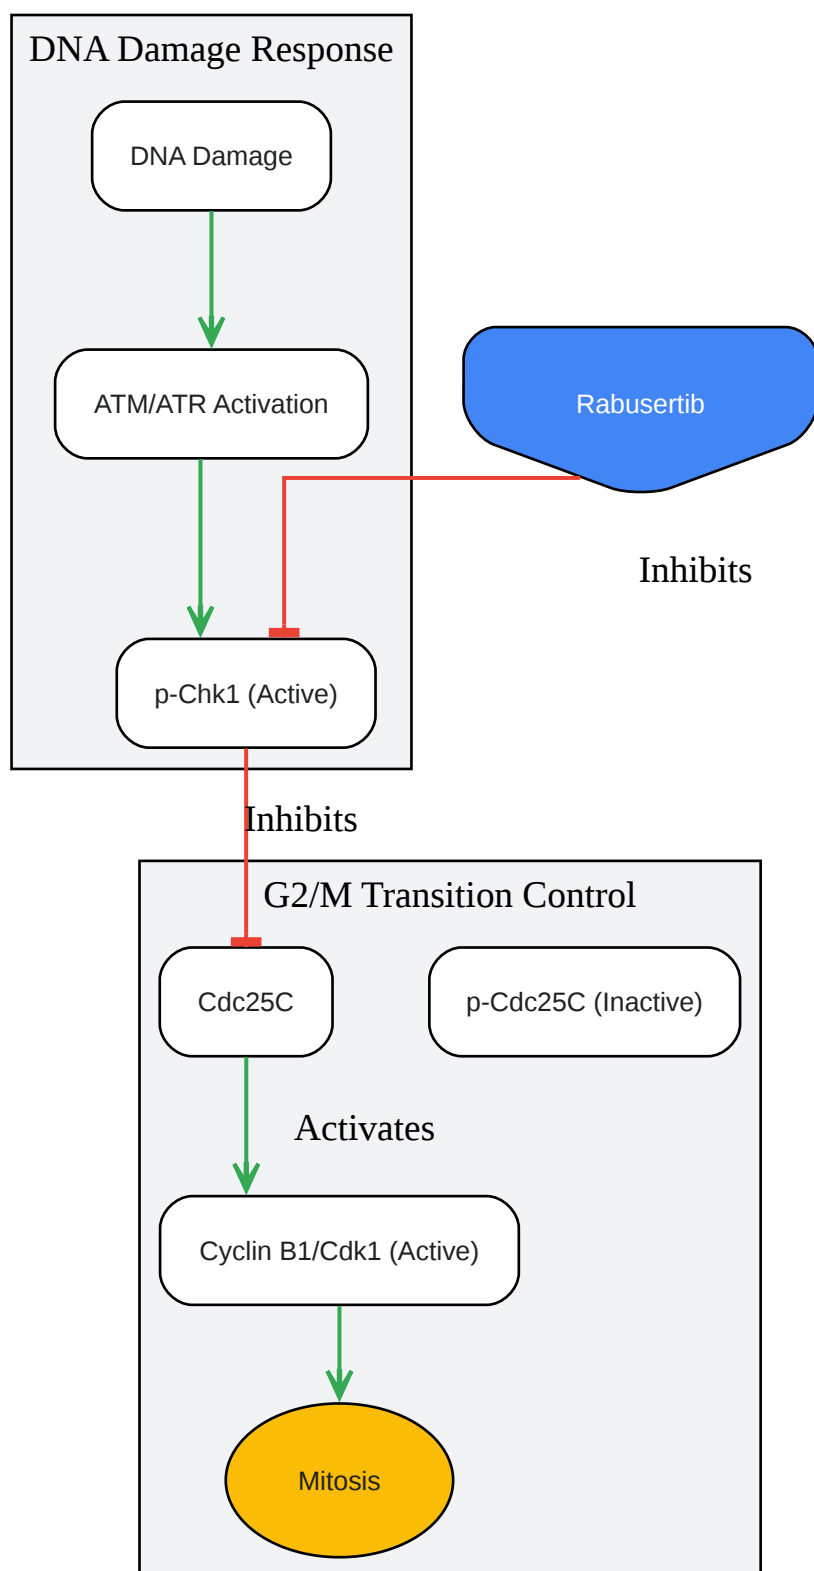 DNA Damage Response
DNA Damage
ATM/ATR Activation
Rabusertib
Inhibits
p-Chk1 (Active)
Inhibits
G2/M Transition Control
Cdc25C
p-Cdc25C (Inactive)
Activates
Cyclin B1/Cdk1 (Active)
Mitosis